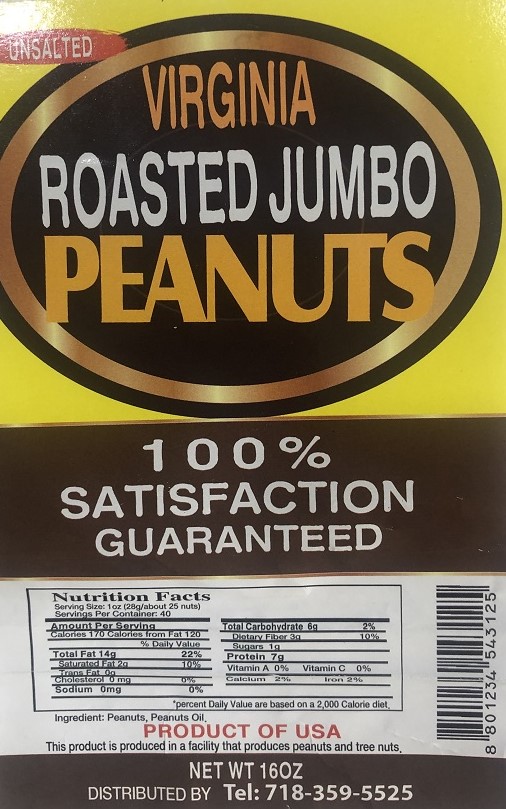 UNSALTED
VIRGINIA
ROASTED JUMBO
PEANUTS
100%
SATISFACTION
GUARANTEED
Nutrition Facts
Serving Size: 1oz (28g/about 25 nuts)
Servings Per Container: 40
Amount Per Serving
Calories 170 Calories from Fat 120
% Daily Value
Total Fat 14g 22%
Saturated Fat 2g 10%
Trans Fat 0g
Cholesterol 0 mg 0%
Sodium 0mg 0%
Total Carbohydrate 6g 2%
Dietary Fiber 3g 10%
Sugars 1g
Protein 7g
Vitamin A 0% Vitamin C 0%
Calcium 2% Iron 2%
*percent Daily Value are based on a 2,000 Calorie diet.
8 801234 543125
Ingredient: Peanuts, Peanuts Oil.
PRODUCT OF USA
This product is produced in a facility that produces peanuts and tree nuts.
NET WT 16OZ
DISTRIBUTED BY Tel: 718-359-5525